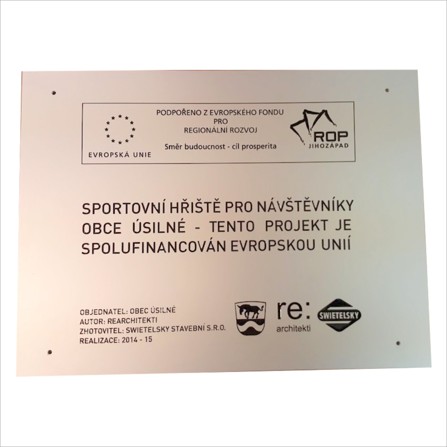 PODPOŘENO Z EVROPSKÉHO FONDU
PRO
REGIONÁLNÍ ROZVOJ
Směr budoucnost - cíl prosperita
EVROPSKÁ UNIE
ROP
JIHOZÁPAD
SPORTOVNÍ HŘIŠTĚ PRO NÁVŠTĚVNÍKY
OBCE ÚSILNÉ - TENTO PROJEKT JE
SPOLUFINANCOVÁN EVROPSKOU UNIÍ
OBJEDNATEL: OBEC ÚSILNÉ
AUTOR: REARCHITEKTI
ZHOTOVITEL: SWIETELSKY STAVEBNÍ S.R.O.
REALIZACE: 2014 - 15
re:
architekti
SWIETELSKY